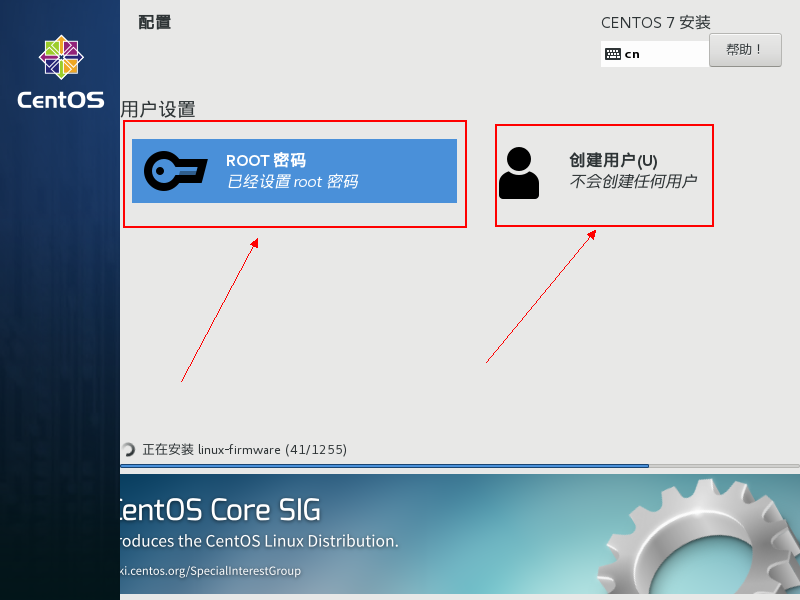 配置
CENTOS 7 安装
cn
帮助！
CentOS
用户设置
ROOT 密码
已经设置 root 密码
创建用户(U)
不会创建任何用户
正在安装 linux-firmware (41/1255)
CentOS Core SIG
roduces the CentOS Linux Distribution.
ki.centos.org/SpecialInterestGroup